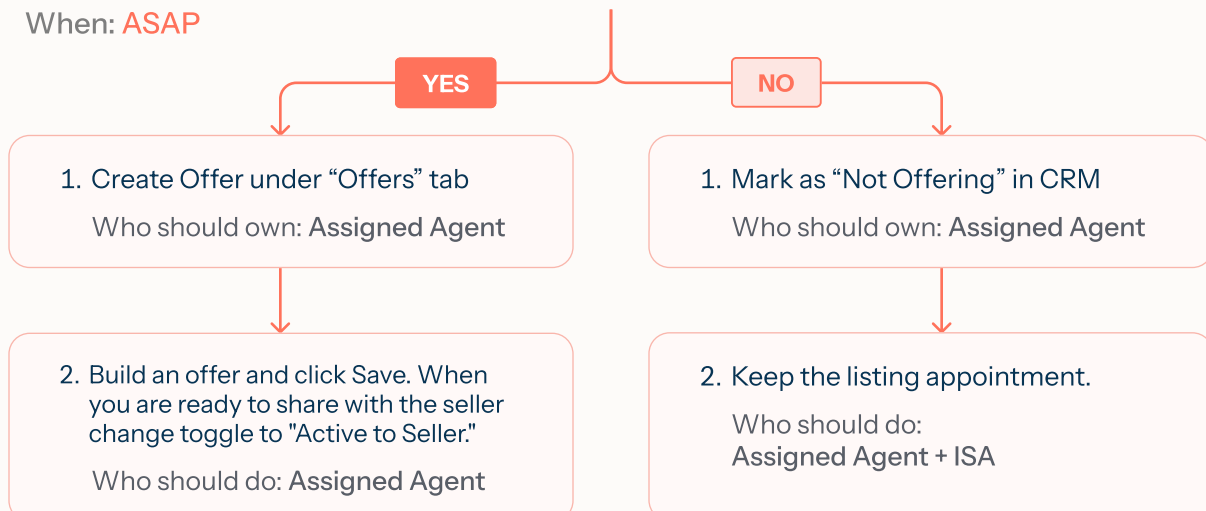 When: ASAP
YES
NO
1. Create Offer under “Offers” tab
Who should own: Assigned Agent
1. Mark as “Not Offering” in CRM
Who should own: Assigned Agent
2. Build an offer and click Save. When
you are ready to share with the seller
change toggle to "Active to Seller."
Who should do: Assigned Agent
2. Keep the listing appointment.
Who should do:
Assigned Agent + ISA